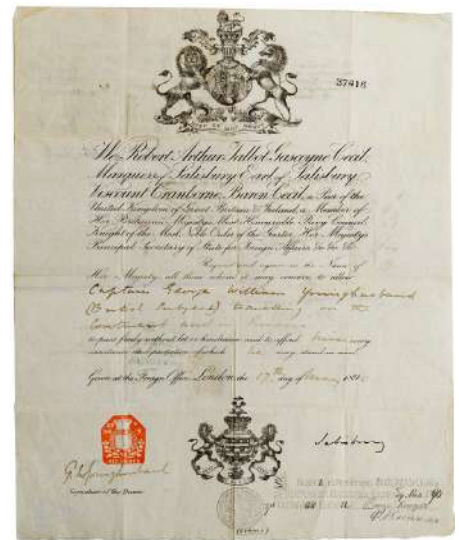 37416
DIEU ET MON DROIT
We, Robert Arthur Talbot Gascoyne Cecil,
Marquess of Salisbury, Earl of Salisbury,
Viscount Cranborne, Baron Cecil, a Peer of the
United Kingdom of Great Britain & Ireland, a Member of
Her Britannic Majesty's Most Honourable Privy Council,
Knight of the Most Noble Order of the Garter, Her Majesty's
Principal Secretary of State for Foreign Affairs &c &c &c
Request and require in the Name of
Her Majesty, all those whom it may concern to allow
Captain George William Younghusband
(British Subject) travelling on the
Continent
to pass freely without let or hindrance and to afford him every
assistance and protection of which he may stand in need.
Given at the Foreign Office, London, the 17th day of
Salisbury
G. W. Younghusband
Signature of the Bearer.